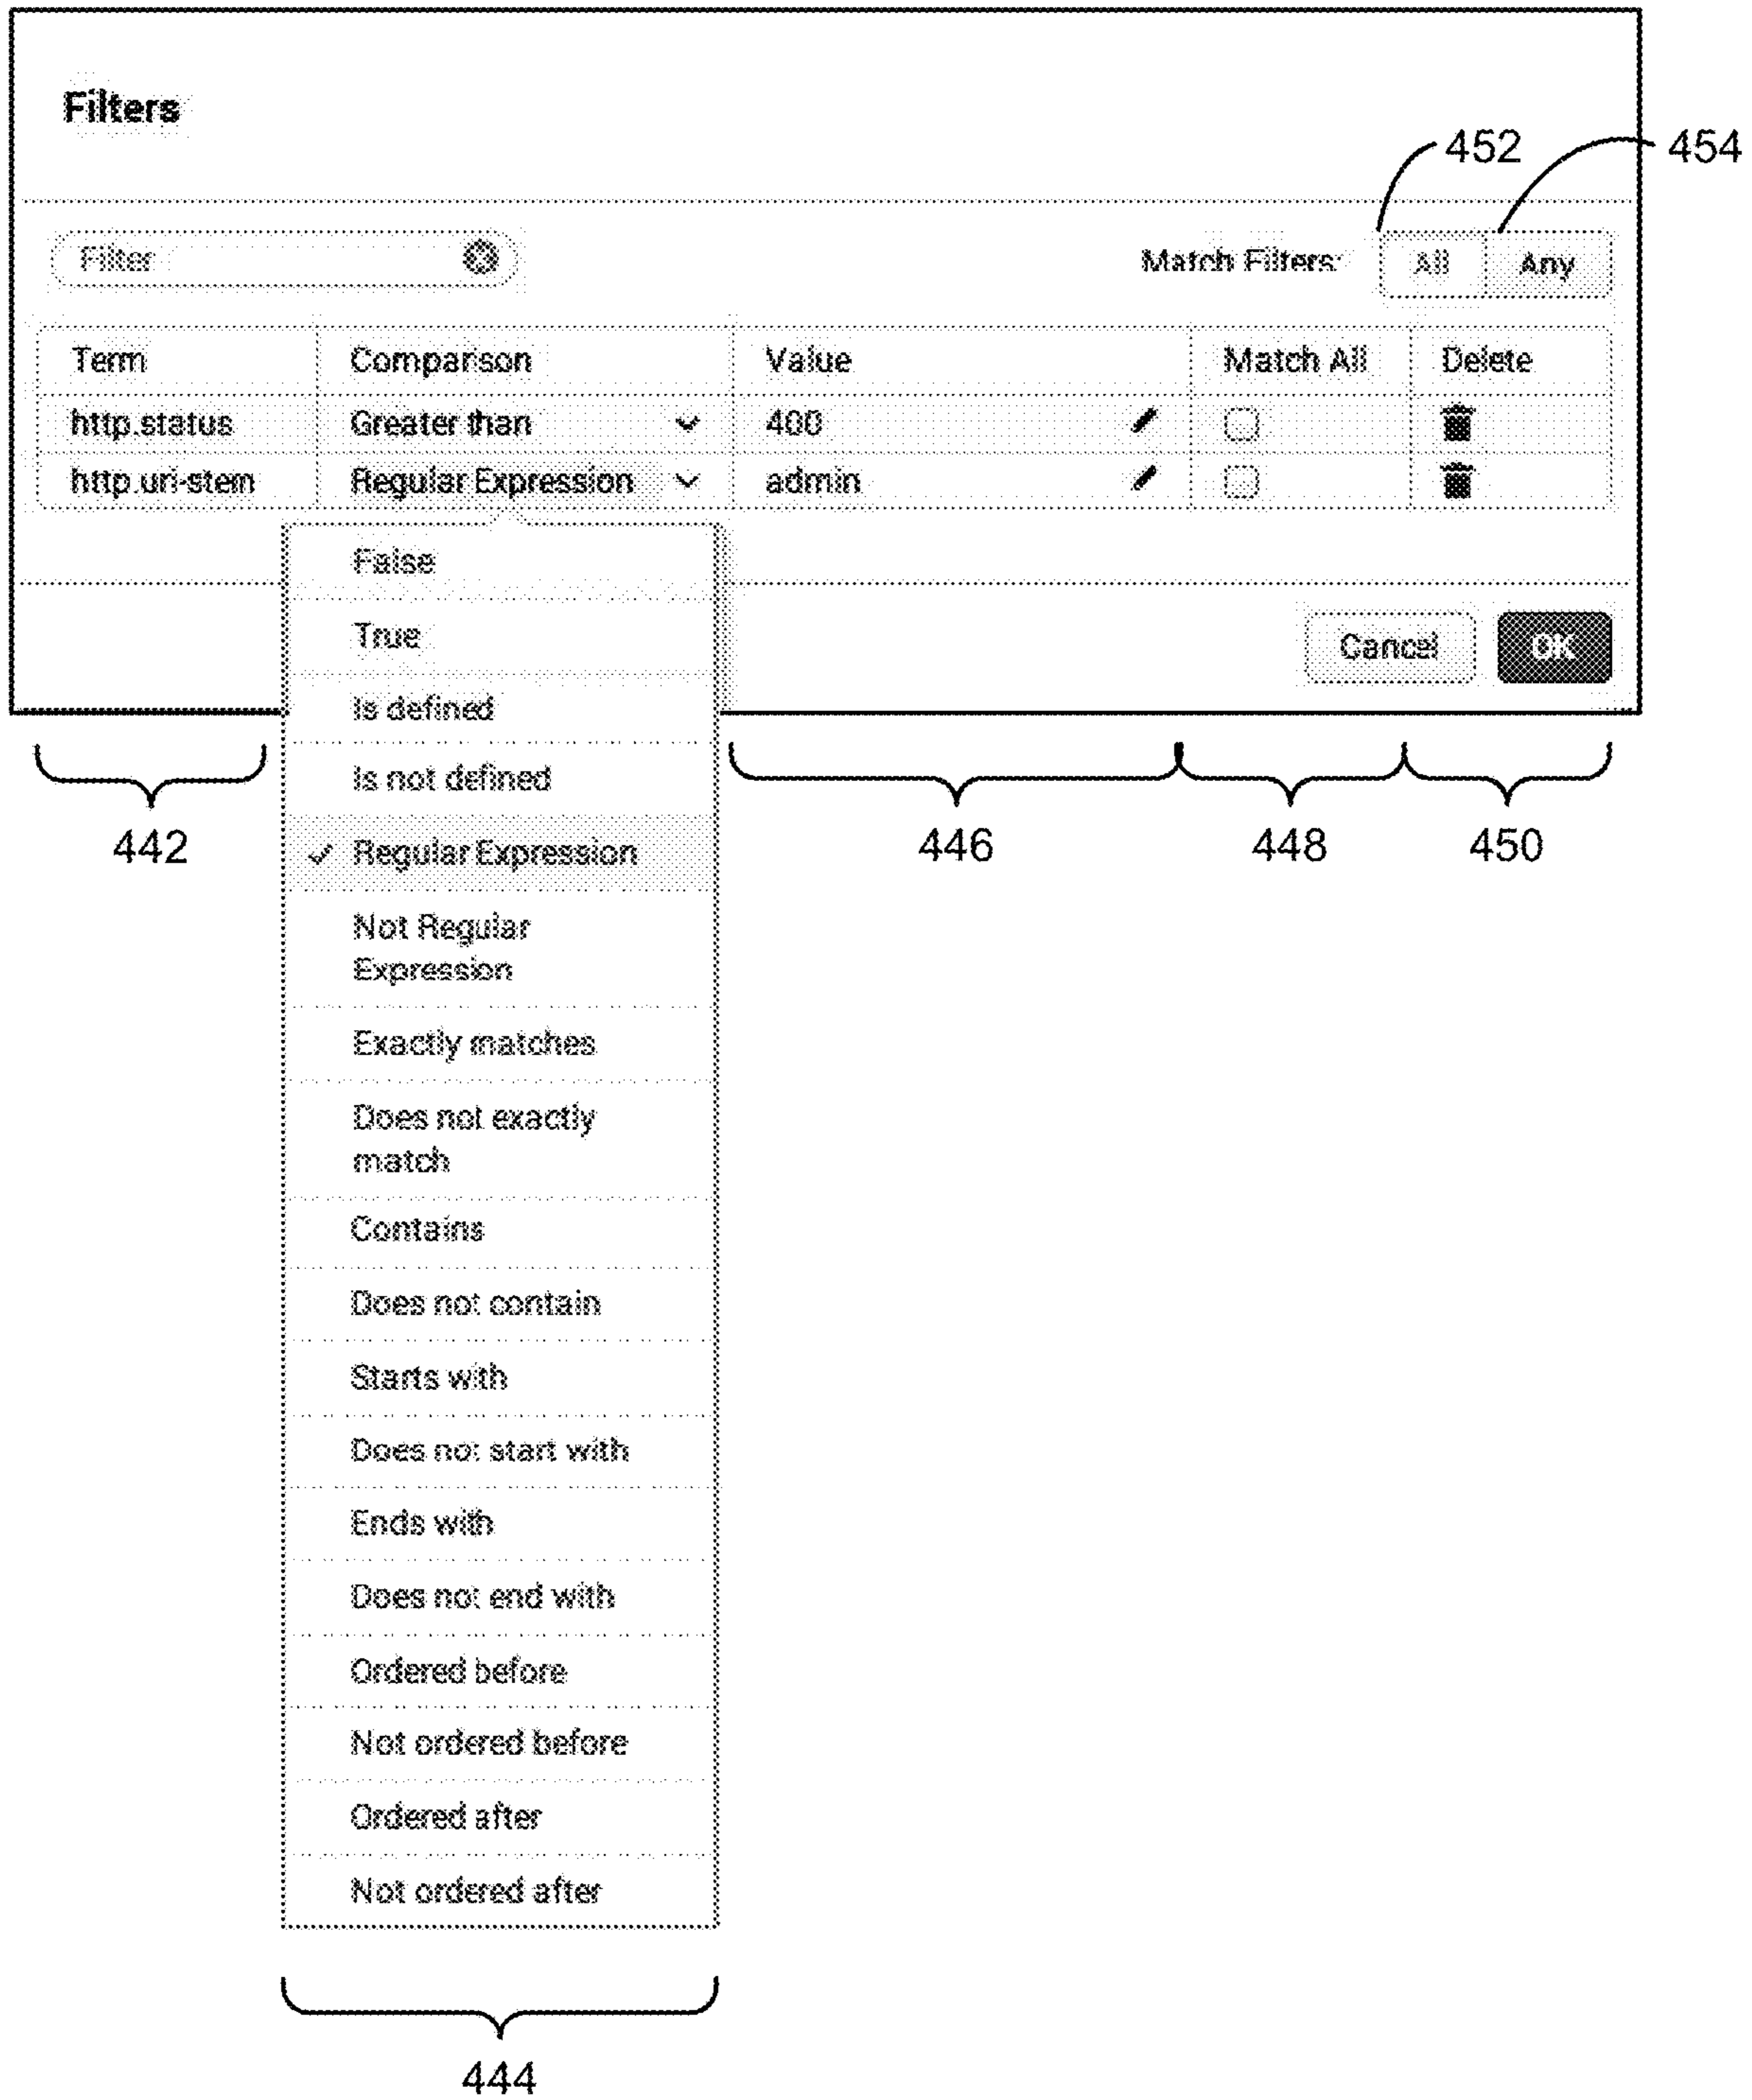 Filters
452
454
Filter
Match Filters:
All
Any
Term
Comparison
Value
Match All
Delete
http.status
Greater than
400
http.uri-stem
Regular Expression
admin
False
True
Is defined
Is not defined
Regular Expression
Not Regular
Expression
Exactly matches
Does not exactly
match
Contains
Does not contain
Starts with
Does not start with
Ends with
Does not end with
Ordered before
Not ordered before
Ordered after
Not ordered after
Cancel
OK
442
446
448
450
444